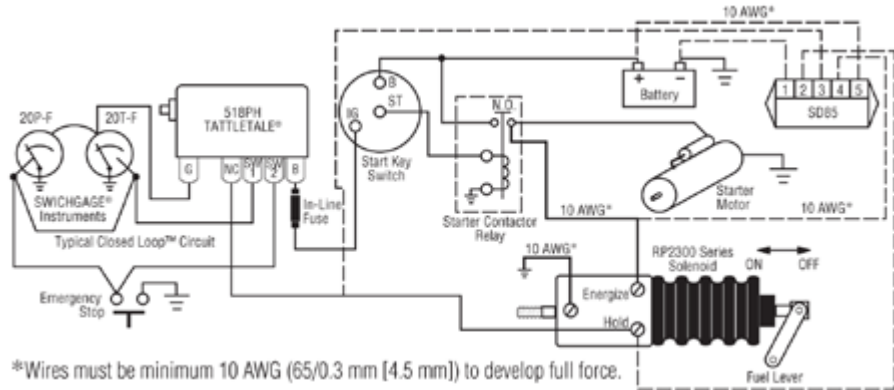 10 AWG*
B
ST
IG
Start Key
Switch
518PH
TATTLETALE®
20P-F
20T-F
G
NC
SW
1
SW
2
B
SWICHGAGE®
Instruments
Typical Closed Loop™ Circuit
In-Line
Fuse
N.O.
Starter Contactor
Relay
+
−
Battery
1 2 3 4 5
SD85
Starter
Motor
10 AWG*
10 AWG*
10 AWG*
RP2300 Series
Solenoid
ON
OFF
Energize
Hold
Fuel Lever
Emergency
Stop
*Wires must be minimum 10 AWG (65/0.3 mm [4.5 mm]) to develop full force.